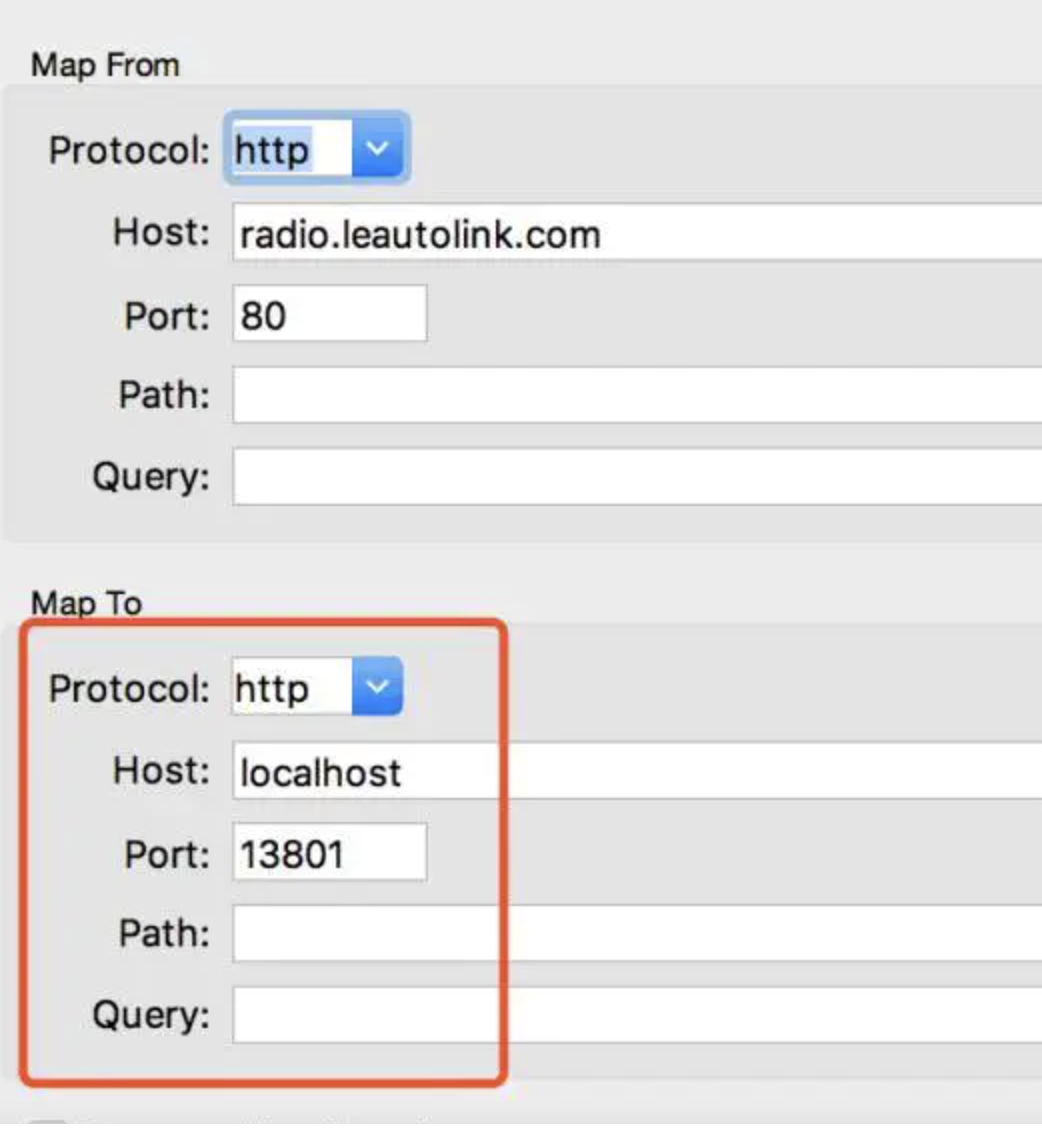 Map From
Protocol: http
Host: radio.leautolink.com
Port: 80
Path:
Query:
Map To
Protocol: http
Host: localhost
Port: 13801
Path:
Query: